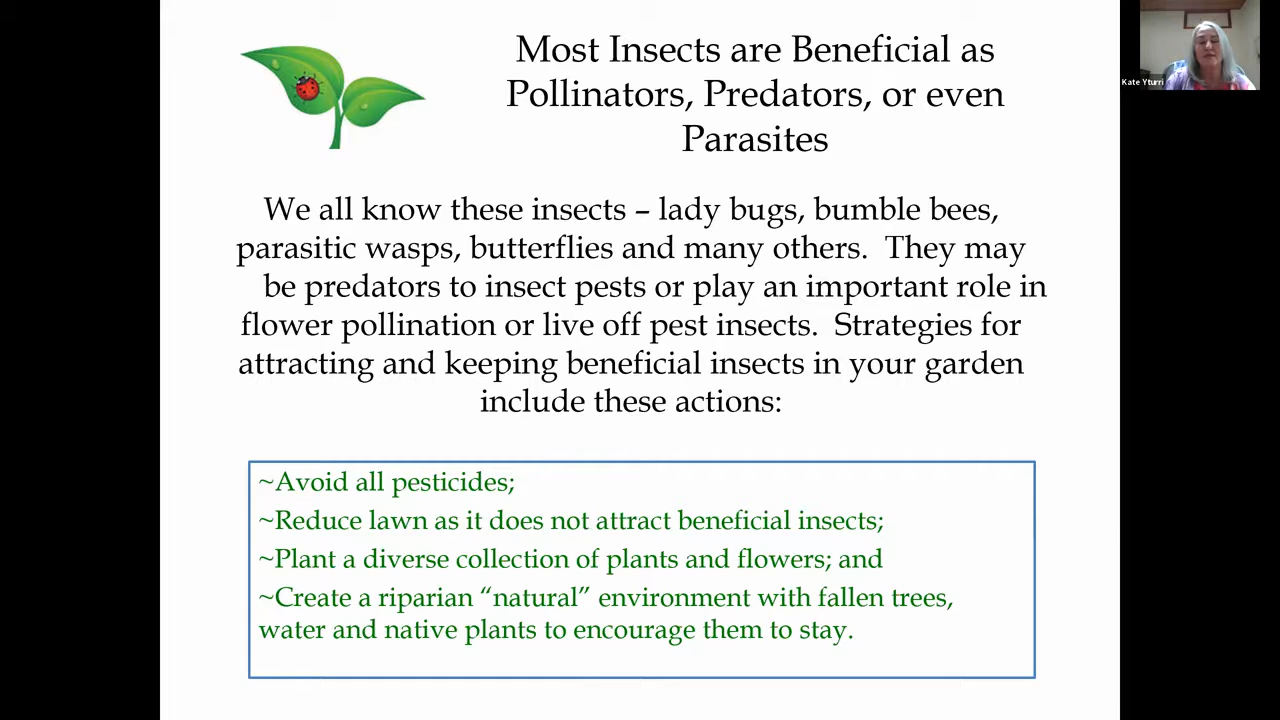 Most Insects are Beneficial as
Pollinators, Predators, or even
Parasites
Kate Yturri
We all know these insects – lady bugs, bumble bees,
parasitic wasps, butterflies and many others.  They may
be predators to insect pests or play an important role in
flower pollination or live off pest insects.  Strategies for
attracting and keeping beneficial insects in your garden
include these actions:
~Avoid all pesticides;
~Reduce lawn as it does not attract beneficial insects;
~Plant a diverse collection of plants and flowers; and
~Create a riparian “natural” environment with fallen trees,
water and native plants to encourage them to stay.